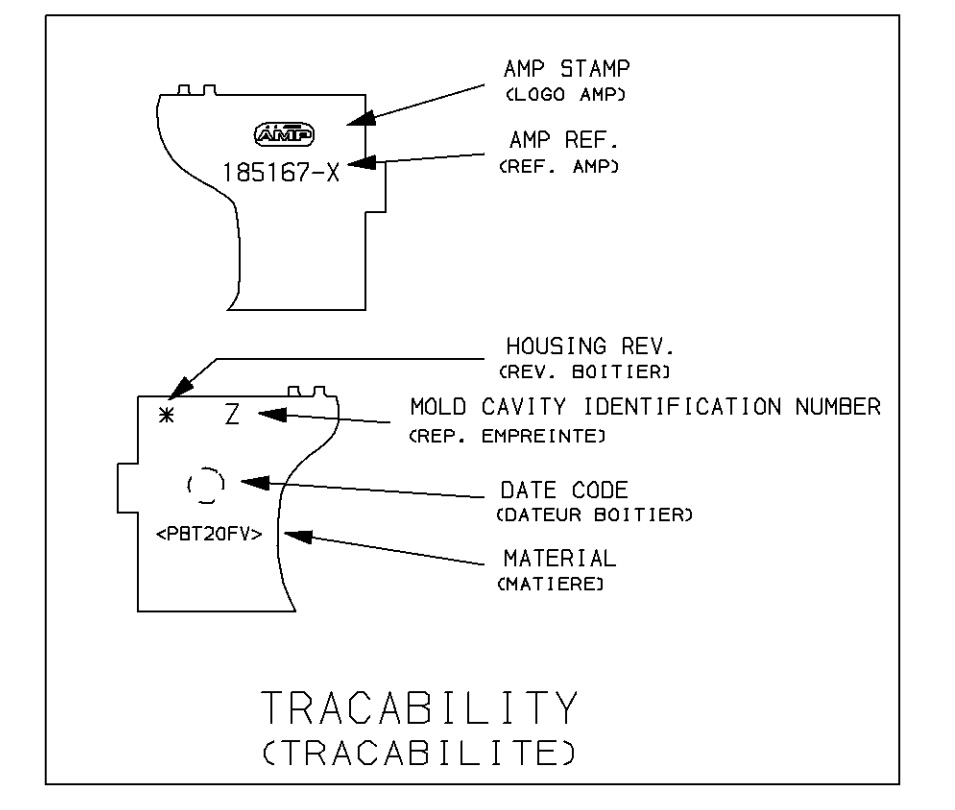 AMP STAMP
(LOGO AMP)
AMP
AMP REF.
(REF. AMP)
185167-X
HOUSING REV.
(REV. BOITIER)
* Z
MOLD CAVITY IDENTIFICATION NUMBER
(REP. EMPREINTE)
DATE CODE
(DATEUR BOITIER)
<PBT20FV>
MATERIAL
(MATIERE)
TRACABILITY
(TRACABILITE)